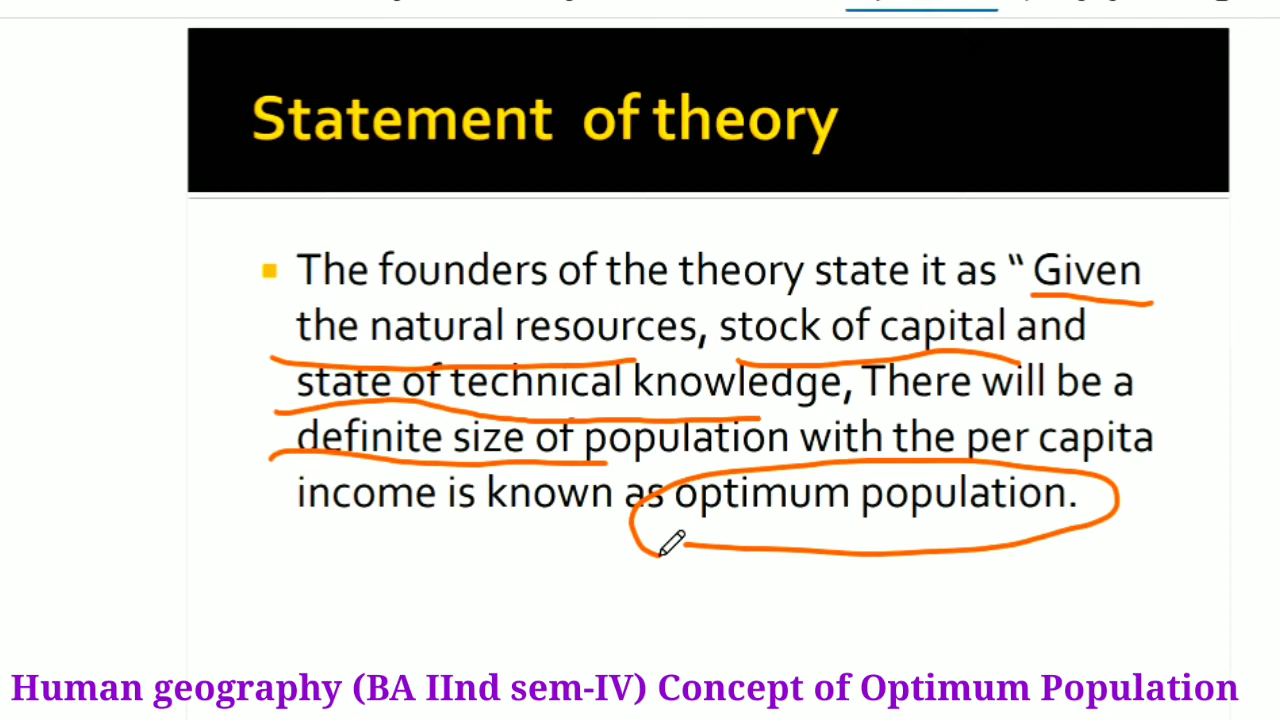 Statement of theory
The founders of the theory state it as “ Given
the natural resources, stock of capital and
state of technical knowledge, There will be a
definite size of population with the per capita
income is known as optimum population.
Human geography (BA IInd sem-IV) Concept of Optimum Population